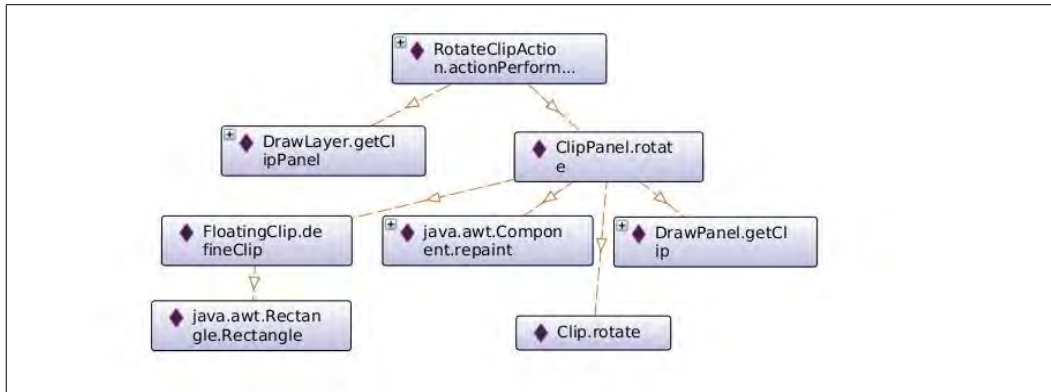 RotateClipActio
n.actionPerform...
DrawLayer.getCl
ipPanel
ClipPanel.rotat
e
FloatingClip.de
fineClip
java.awt.Compon
ent.repaint
DrawPanel.getCl
ip
java.awt.Rectan
gle.Rectangle
Clip.rotate